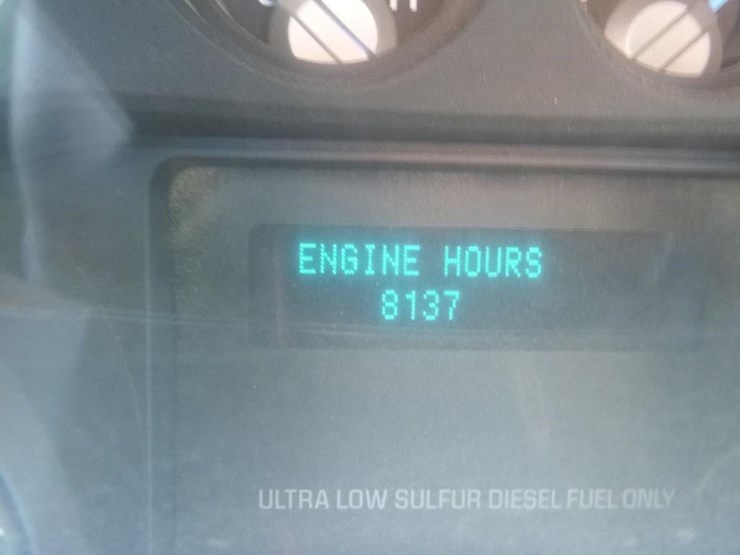 ENGINE HOURS
8137
ULTRA LOW SULFUR DIESEL FUEL ONLY